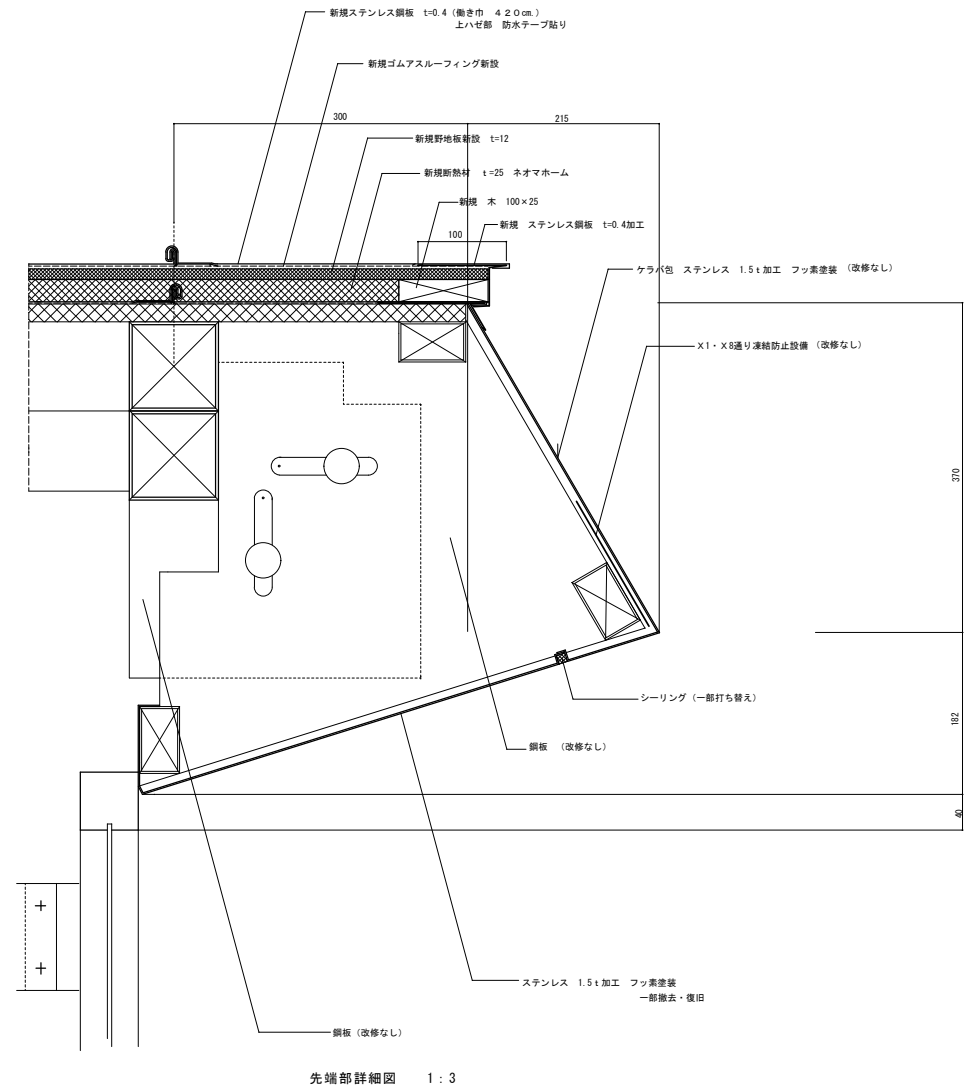 新規ステンレス鋼板 t=0.4 (働き巾 420cm.)
上ハゼ部 防水テープ貼り
新規ゴムアスルーフィング新設
300
215
新規野地板新設 t=12
新規断熱材 t=25 ネオマホーム
新規 木 100×25
新規 ステンレス鋼板 t=0.4加工
100
ケラバ包 ステンレス 1.5t加工 フッ素塗装 (改修なし)
X1・X8通り凍結防止設備 (改修なし)
370
シーリング(一部打ち替え)
182
鋼板 (改修なし)
40
ステンレス 1.5t加工 フッ素塗装
一部撤去・復旧
鋼板(改修なし)
先端部詳細図 1:3